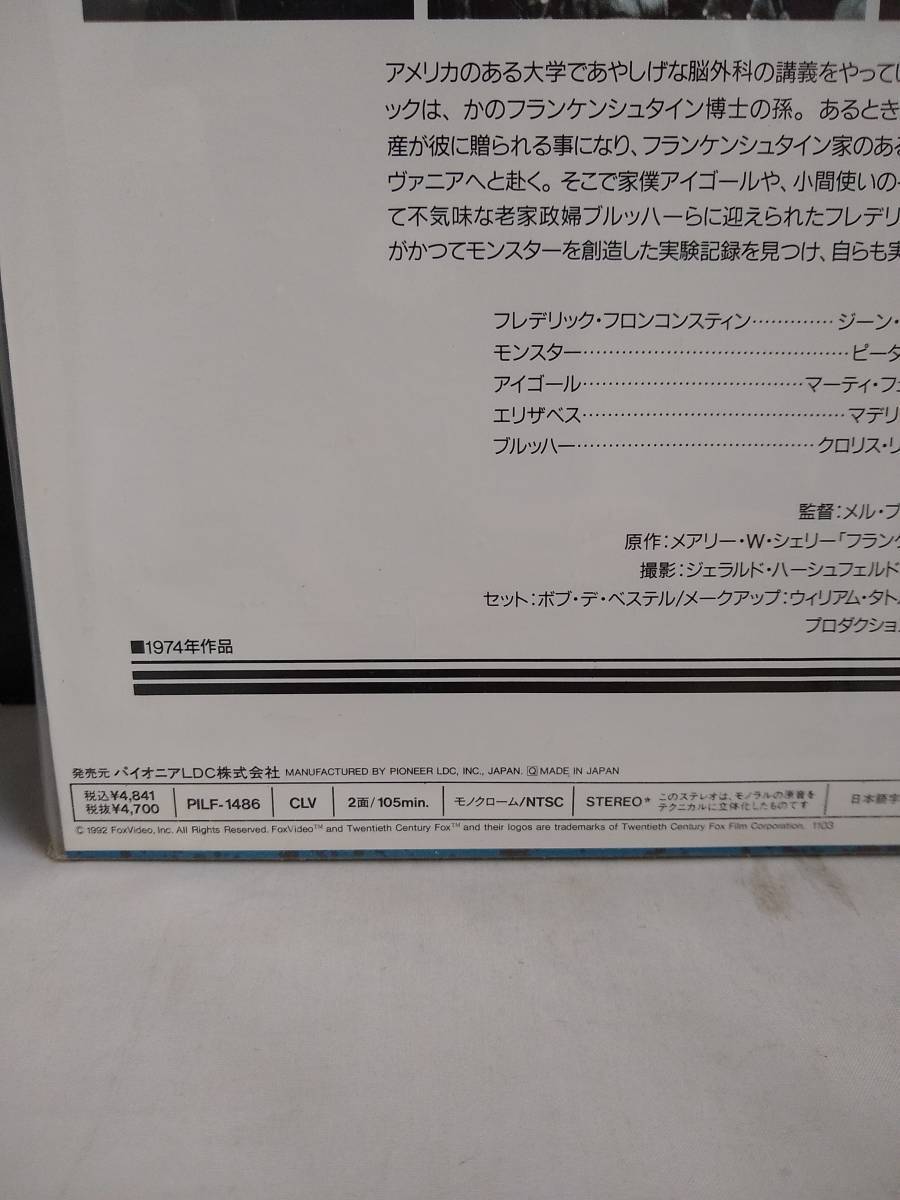 アメリカのある大学であやしげな脳外科の講義をやってい
ックは、かのフランケンシュタイン博士の孫。あるとき
産が彼に贈られる事になり、フランケンシュタイン家のある
ヴァニアへと赴く。そこで家僕アイゴールや、小間使いの
て不気味な老家政婦ブルッハーらに迎えられたフレデリ
がかつてモンスターを創造した実験記録を見つけ、自らも実
フレデリック・フロンコンスティン…………ジーン・
モンスター…………………………………ピータ
アイゴール……………………………マーティ・フェ
エリザベス…………………………………マデリ
ブルッハー………………………………クロリス・リ
監督：メル・ブ
原作：メアリー・W・シェリー「フランケ
撮影：ジェラルド・ハーシュフェルド
セット：ボブ・デ・ベステル/メークアップ：ウィリアム・タトル
プロダクショ
■1974年作品
発売元 パイオニアLDC株式会社 MANUFACTURED BY PIONEER LDC, INC., JAPAN. Q MADE IN JAPAN
税込¥4,841
税抜¥4,700
PILF-1486
CLV
2面/105min.
モノクローム/NTSC
STEREO* このステレオは、モノラルの原音を
テクニカルに立体化したものです
日本語字
© 1992 FoxVideo, Inc. All Rights Reserved. FoxVideo™ and Twentieth Century Fox™ and their logos are trademarks of Twentieth Century Fox Film Corporation. 1103